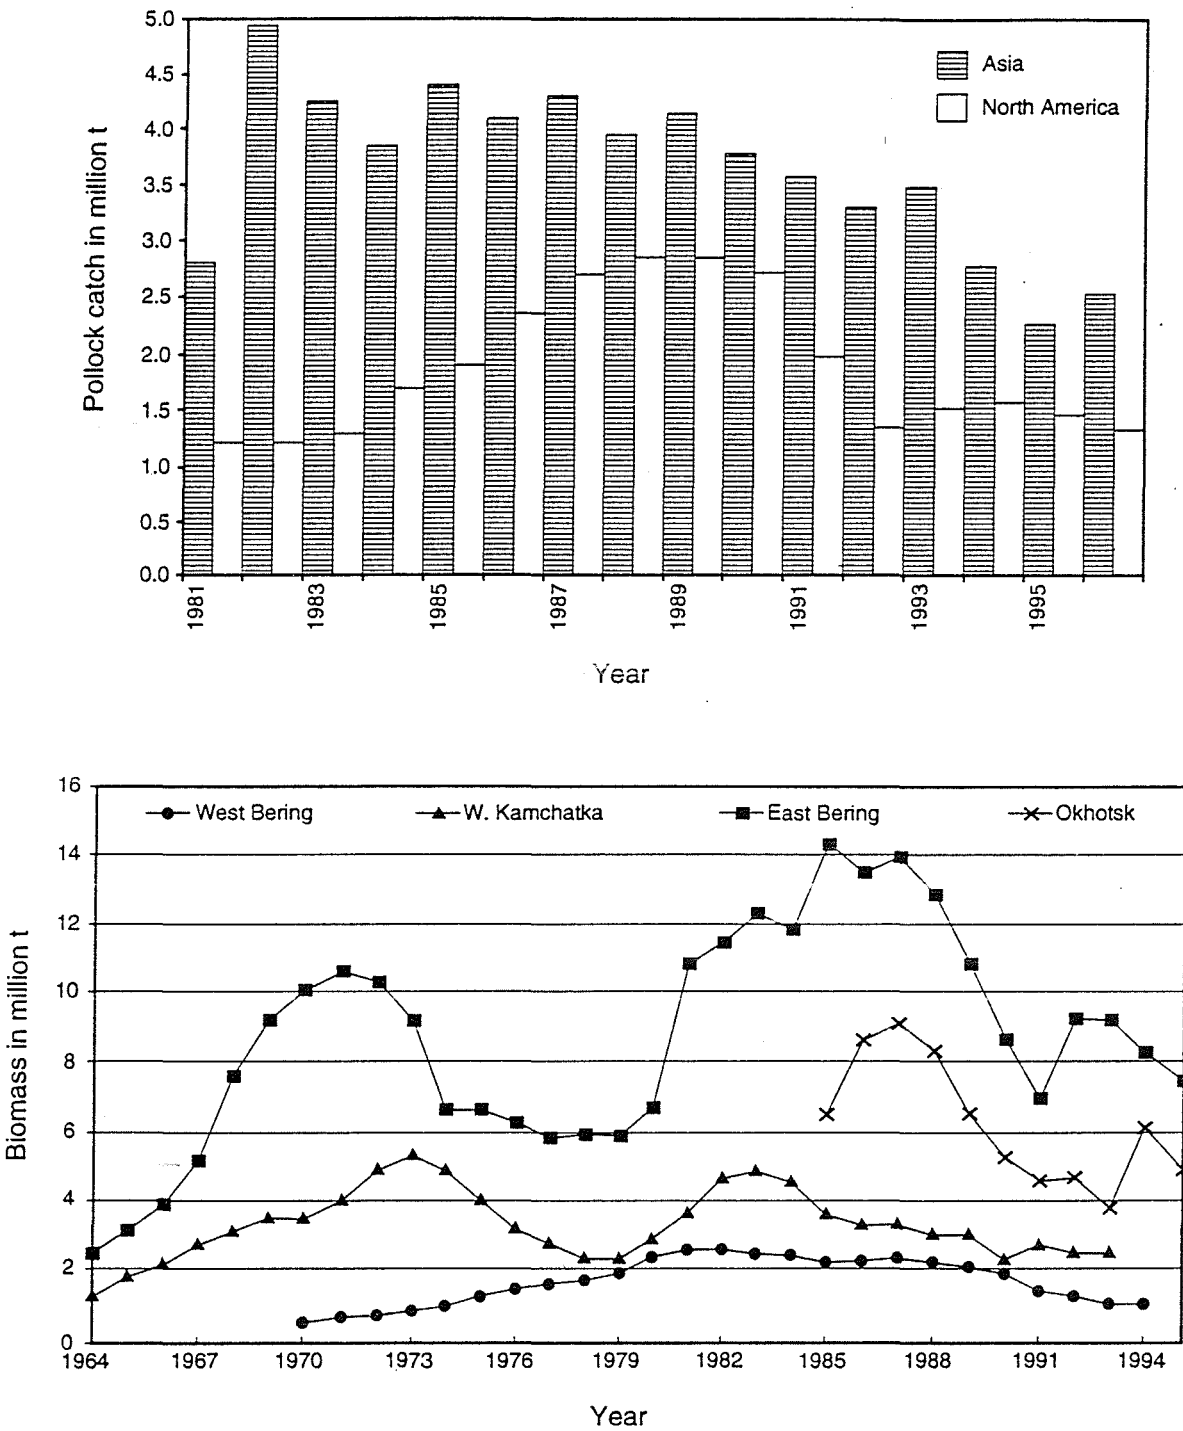 Pollock catch in million t
5.0
4.5
4.0
3.5
3.0
2.5
2.0
1.5
1.0
0.5
0.0
Asia
North America
1981 1983 1985 1987 1989 1991 1993 1995
Year
Biomass in million t
16
14
12
10
8
6
4
2
0
West Bering W. Kamchatka East Bering Okhotsk
1964 1967 1970 1973 1976 1979 1982 1985 1988 1991 1994
Year